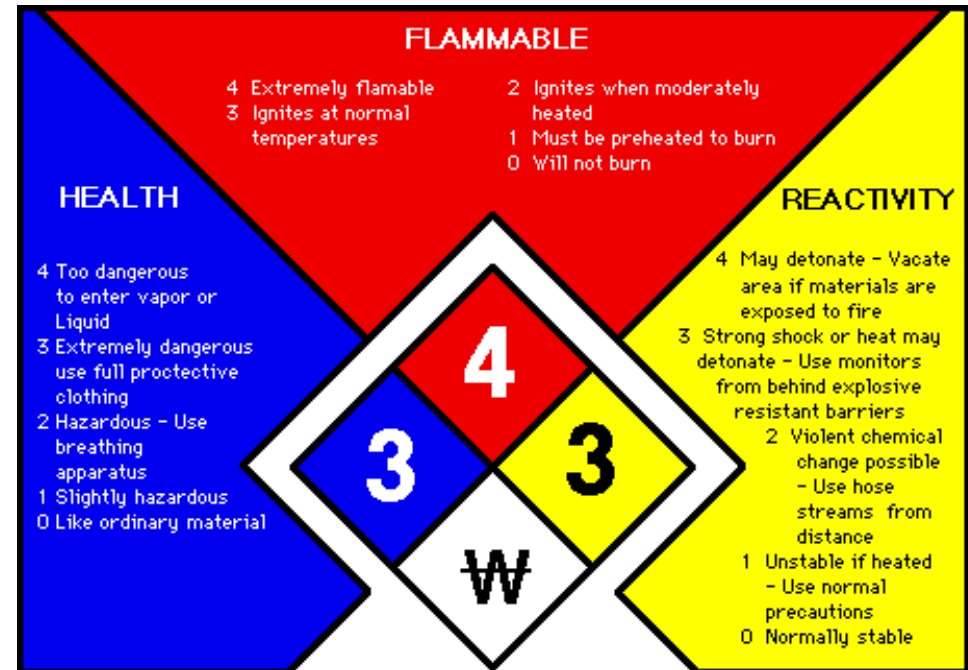 FLAMMABLE
4 Extremely flamable
3 Ignites at normal
temperatures
2 Ignites when moderately
heated
1 Must be preheated to burn
0 Will not burn
HEALTH
4 Too dangerous
to enter vapor or
Liquid
3 Extremely dangerous
use full proctective
clothing
2 Hazardous - Use
breathing
apparatus
1 Slightly hazardous
0 Like ordinary material
REACTIVITY
4 May detonate - Vacate
area if materials are
exposed to fire
3 Strong shock or heat may
detonate - Use monitors
from behind explosive
resistant barriers
2 Violent chemical
change possible
- Use hose
streams from
distance
1 Unstable if heated
- Use normal
precautions
0 Normally stable
4
3
3
W̶